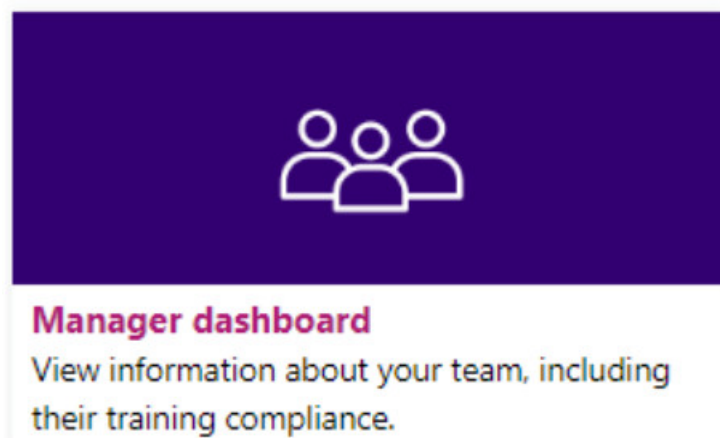 Manager dashboard
View information about your team, including
their training compliance.